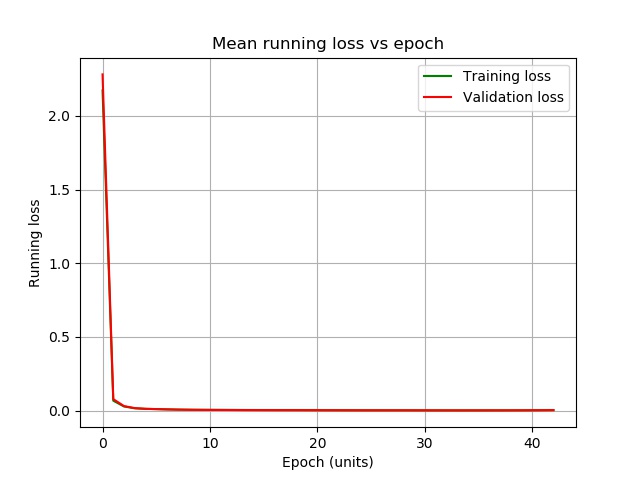 Mean running loss vs epoch
Training loss
Validation loss
Running loss
2.0
1.5
1.0
0.5
0.0
0 10 20 30 40
Epoch (units)